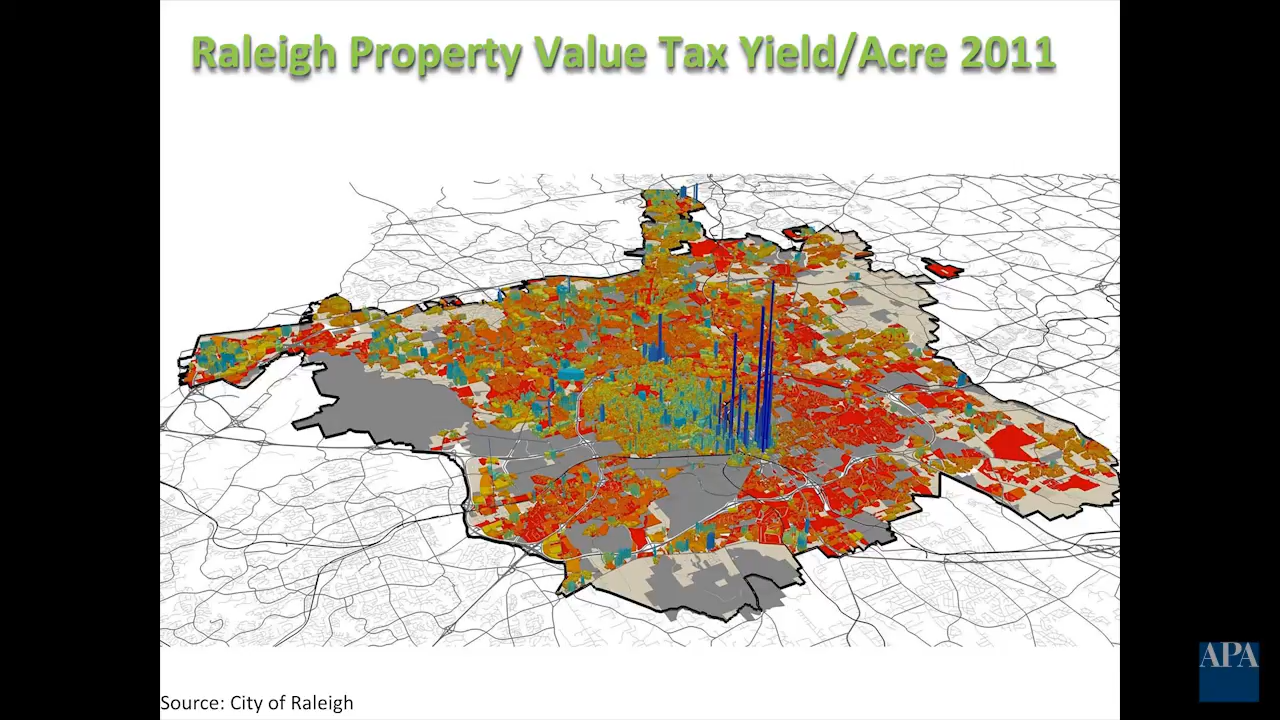 Raleigh Property Value Tax Yield/Acre 2011
Source: City of Raleigh
APA